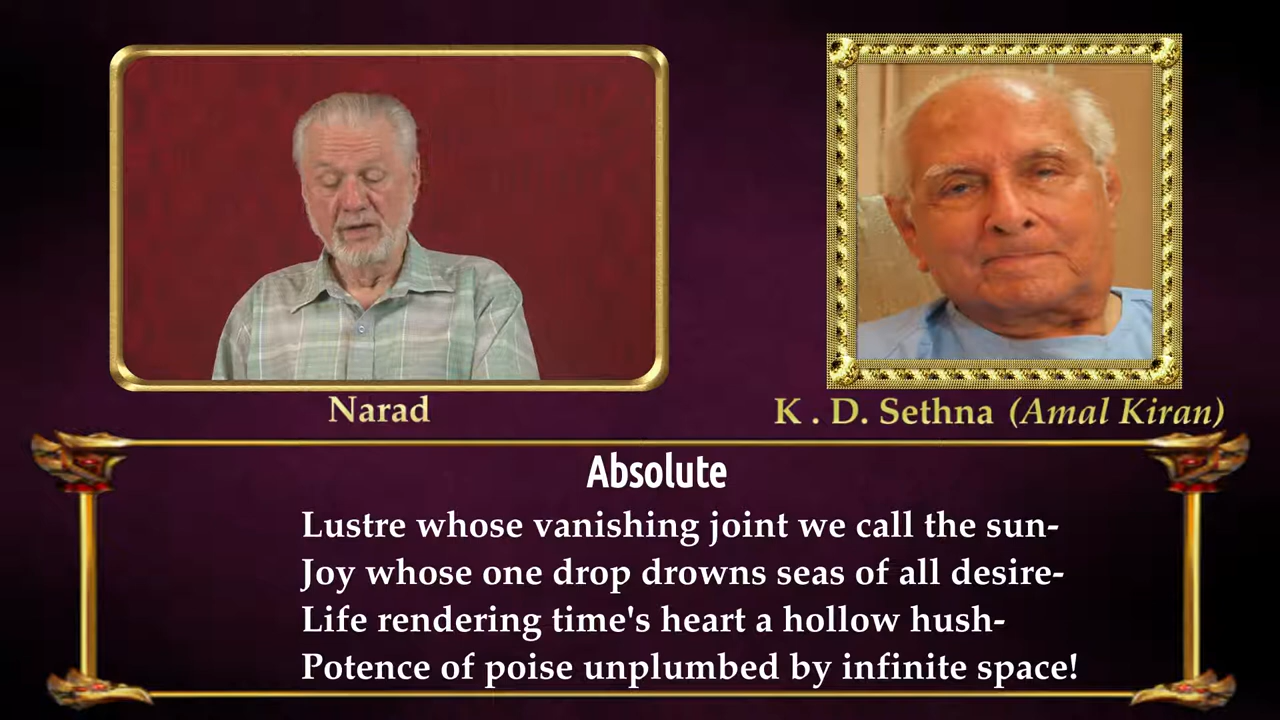 Narad
K . D. Sethna (Amal Kiran)
Absolute
Lustre whose vanishing joint we call the sun-
Joy whose one drop drowns seas of all desire-
Life rendering time's heart a hollow hush-
Potence of poise unplumbed by infinite space!